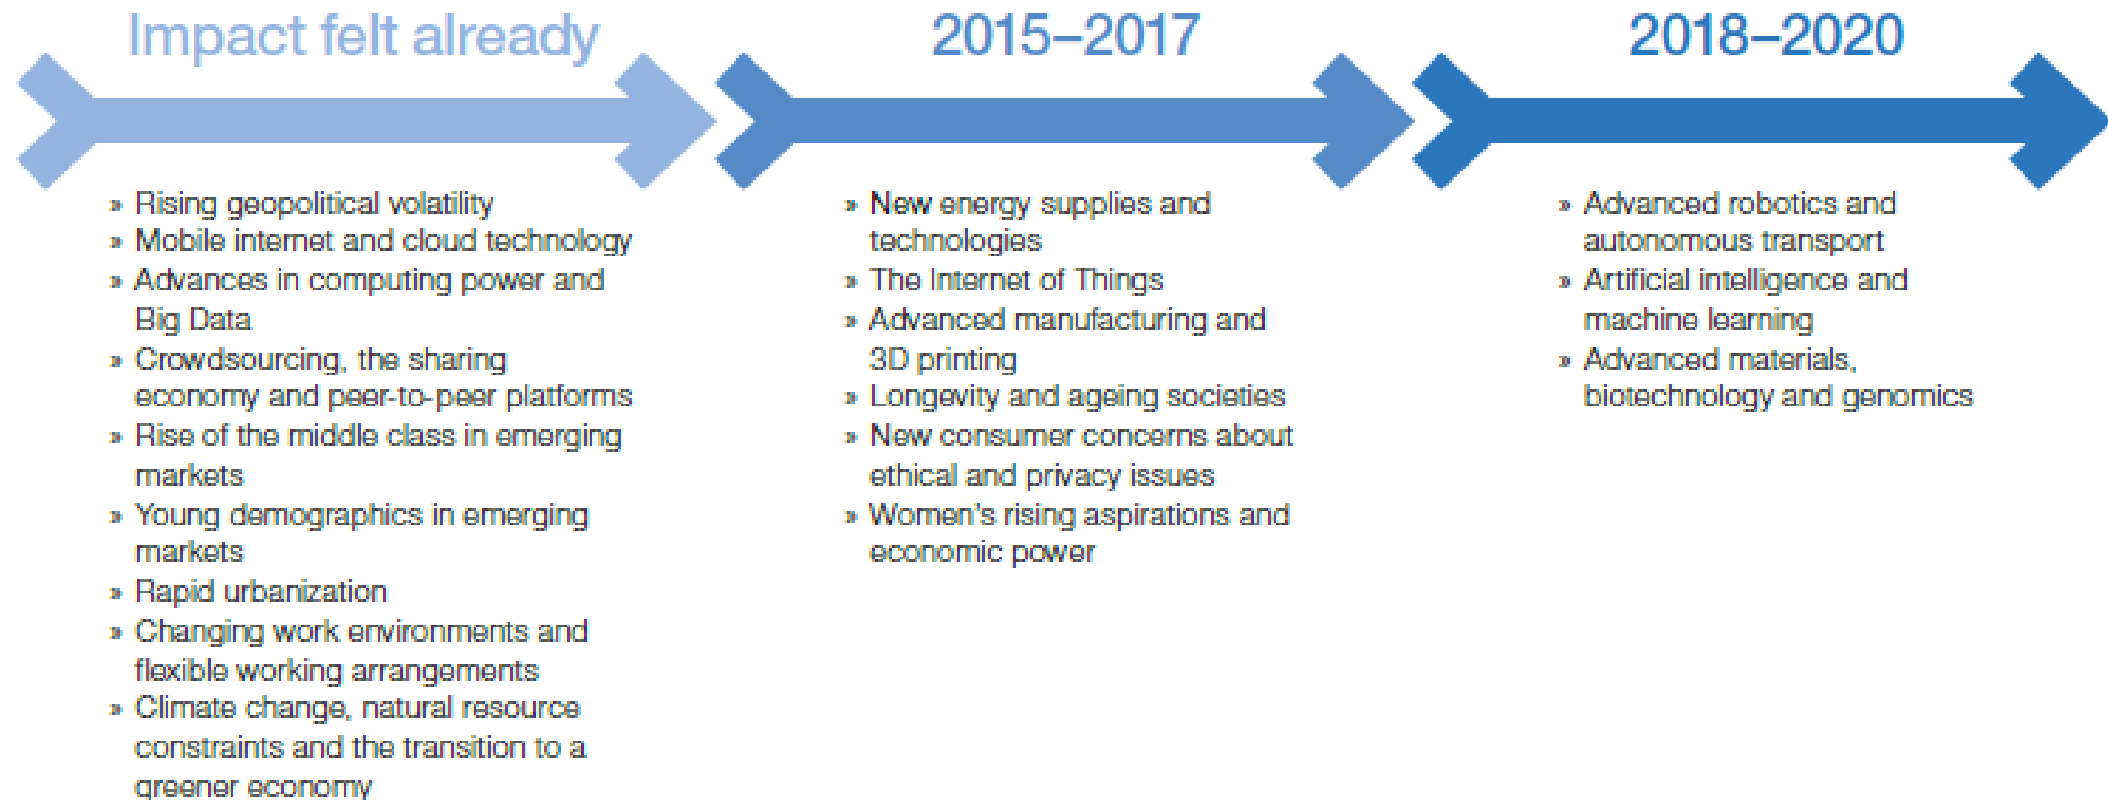 Impact felt already
» Rising geopolitical volatility
» Mobile internet and cloud technology
» Advances in computing power and
Big Data
» Crowdsourcing, the sharing
economy and peer-to-peer platforms
» Rise of the middle class in emerging
markets
» Young demographics in emerging
markets
» Rapid urbanization
» Changing work environments and
flexible working arrangements
» Climate change, natural resource
constraints and the transition to a
greener economy
2015–2017
» New energy supplies and
technologies
» The Internet of Things
» Advanced manufacturing and
3D printing
» Longevity and ageing societies
» New consumer concerns about
ethical and privacy issues
» Women's rising aspirations and
economic power
2018–2020
» Advanced robotics and
autonomous transport
» Artificial intelligence and
machine learning
» Advanced materials,
biotechnology and genomics